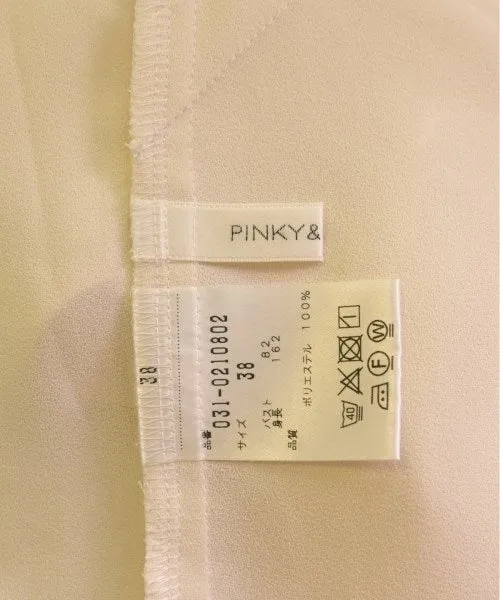 PINKY&
38
品番
031-0210802
サイズ
38
バスト 82
身長 162
品質
ポリエステル 100%
40
F W